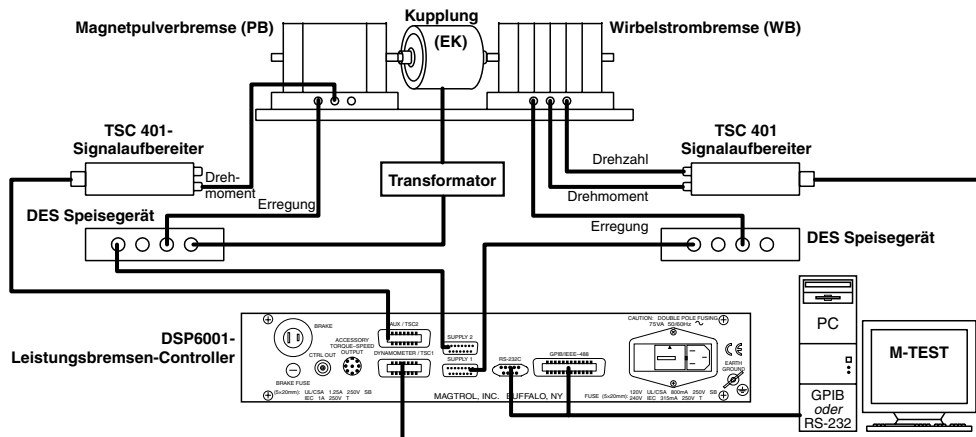 Magnetpulverbremse (PB)
Kupplung
(EK)
Wirbelstrombremse (WB)
TSC 401-
Signalaufbereiter
Dreh-
moment
Erregung
DES Speisegerät
Transformator
Drehzahl
Drehmoment
Erregung
TSC 401
Signalaufbereiter
DES Speisegerät
DSP6001-
Leistungsbremsen-Controller
BRAKE
BRAKE FUSE
CTRL OUT
ACCESSORY
TORQUE–SPEED
OUTPUT
AUX / TSC2
DYNAMOMETER / TSC1
SUPPLY 2
SUPPLY 1
RS-232C
GPIB/IEEE-488
CAUTION: DOUBLE POLE FUSING
75VA 50/60Hz
CE
EARTH
GROUND
(5x20mm): UL/CSA 1.25A 250V SB
IEC 1A 250V T
MAGTROL, INC. BUFFALO, NY
FUSE (5x20mm): 120V UL/CSA 800mA 250V SB
240V IEC 315mA 250V T
PC
GPIB
oder
RS-232
M-TEST